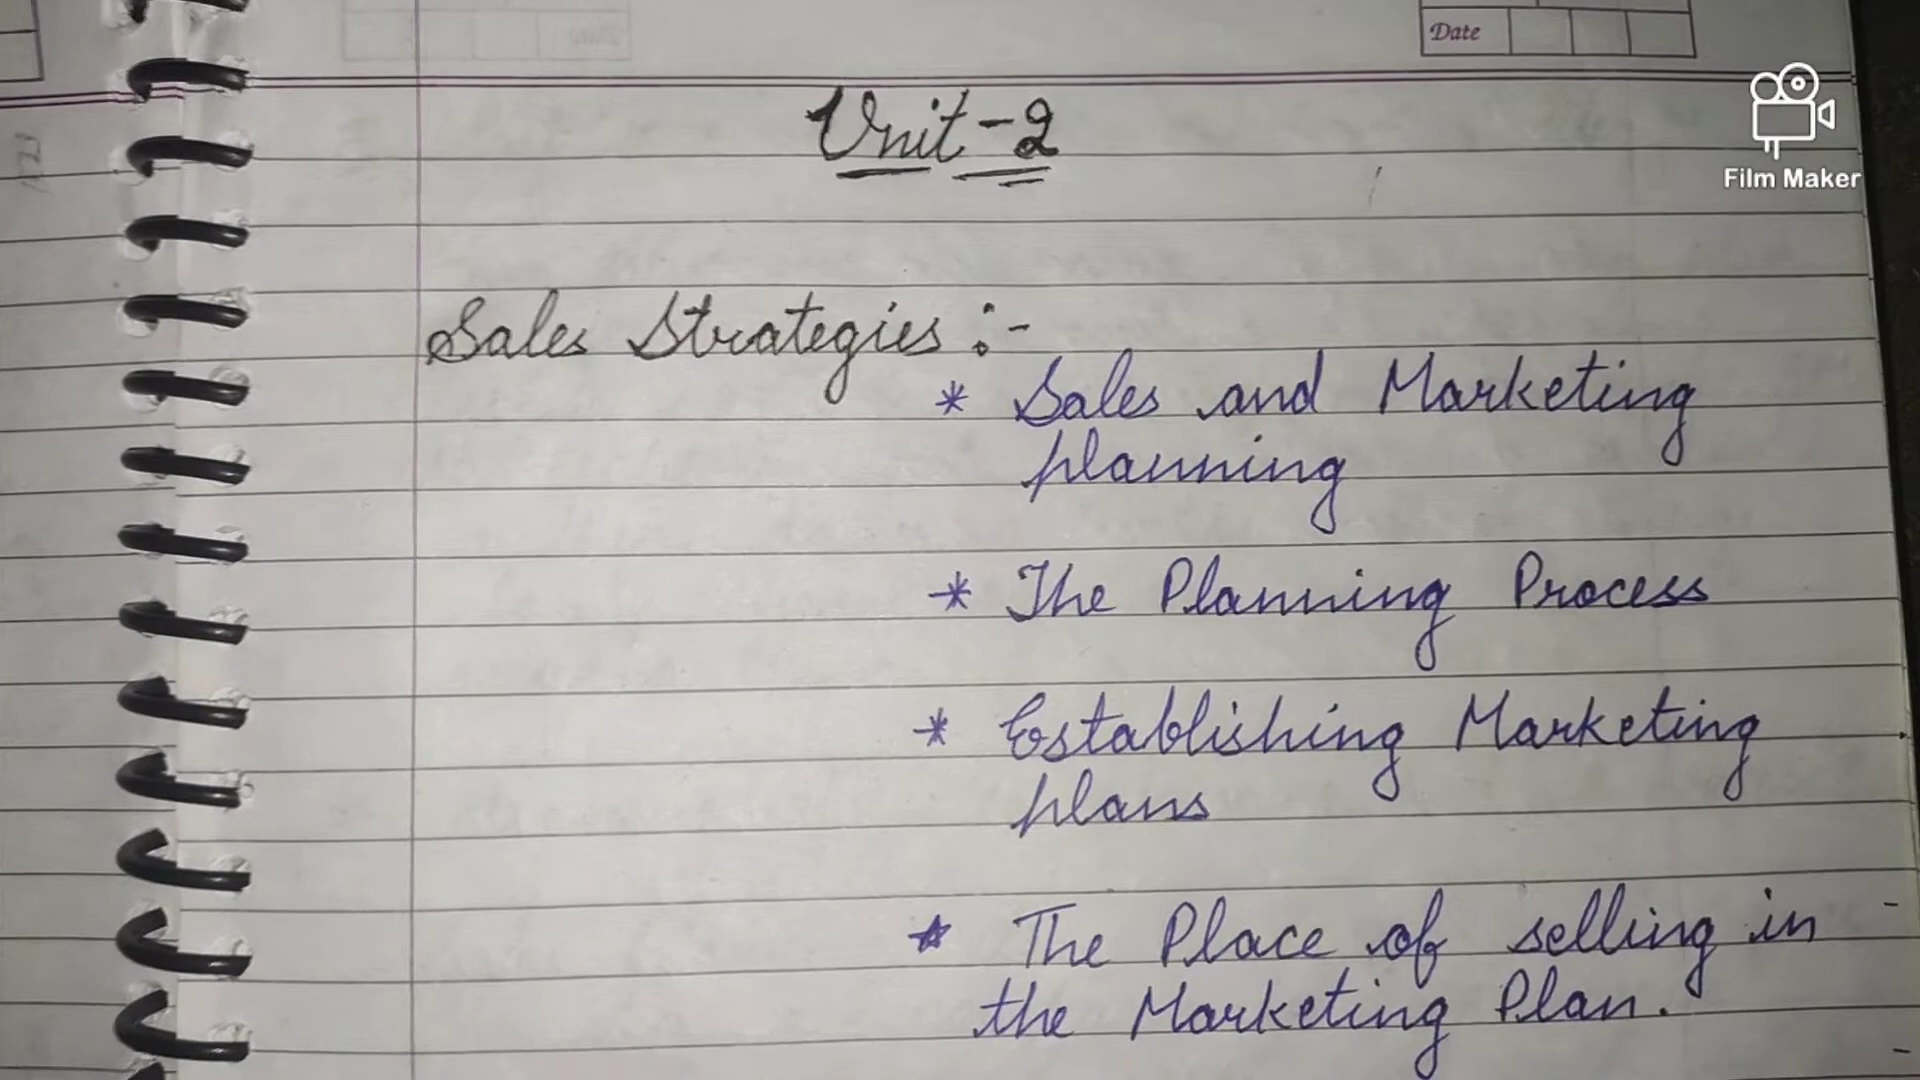 Date
Film Maker
Unit-2
Sales Strategies :-
* Sales and Marketing
planning
* The Planning Process
* Establishing Marketing
plans
* The Place of selling in
the Marketing Plan.